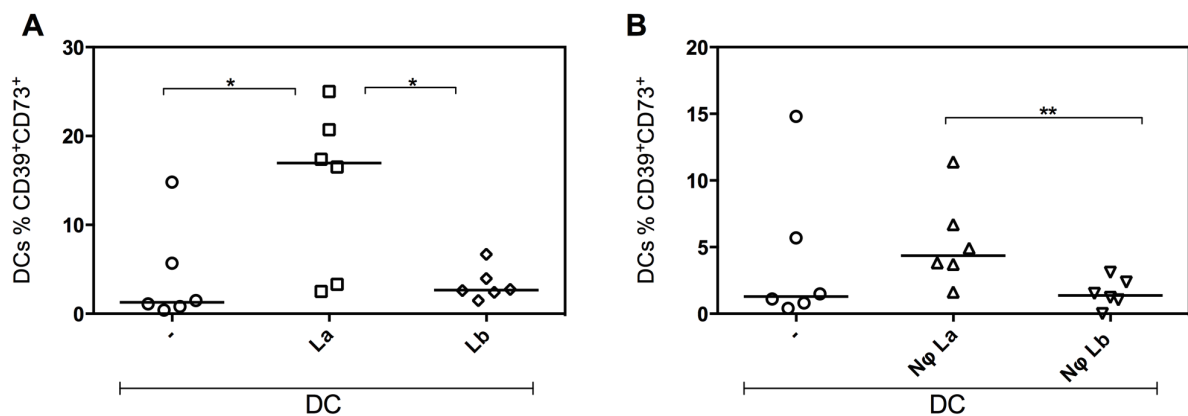 A
DCs % CD39+CD73+
30
20
10
0
*
*
-
La
Lb
DC
B
DCs % CD39+CD73+
20
15
10
5
0
**
-
Nφ La
Nφ Lb
DC